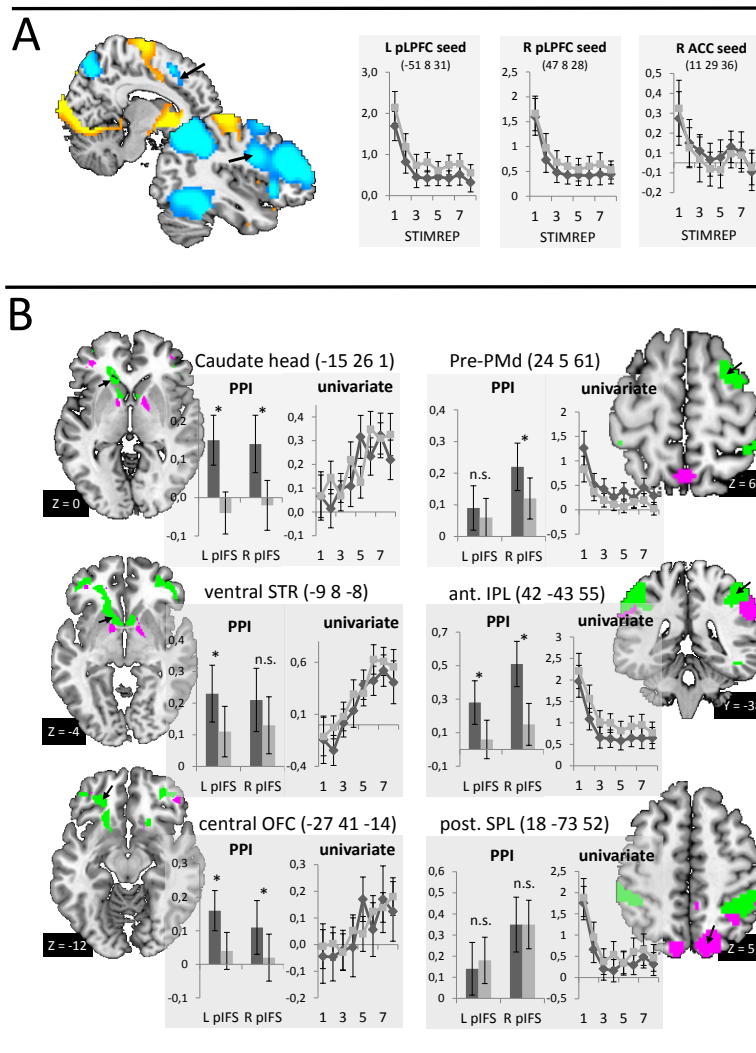 A
L pLPFC seed
(-51 8 31)
3,0
2,0
1,0
0,0
1 3 5 7
STIMREP
R pLPFC seed
(47 8 28)
2,5
2
1,5
1
0,5
0
1 3 5 7
STIMREP
R ACC seed
(11 29 36)
0,5
0,4
0,3
0,2
0,1
-0,1
-0,2
1 3 5 7
STIMREP
B
Caudate head (-15 26 1)
PPI
0,2
0,1
0,0
-0,1
* *
L pIFS R pIFS
univariate
0,4
0,3
0,2
0,1
0,0
-0,1
1 3 5 7
Z = 0
Pre-PMd (24 5 61)
PPI
0,4
0,3
0,2
0,1
0
n.s. *
L pIFS R pIFS
univariate
2
1,5
1
0,5
0
-0,5
1 3 5 7
Z = 6
ventral STR (-9 8 -8)
PPI
0,4
0,3
0,2
0,1
0
* n.s.
L pIFS R pIFS
univariate
0,6
0,1
-0,4
1 3 5 7
Z = -4
ant. IPL (42 -43 55)
PPI
0,7
0,5
0,3
0,1
-0,1
* *
L pIFS R pIFS
univariate
3
2,5
2
1,5
1
0,5
0
1 3 5 7
Y = -3
central OFC (-27 41 -14)
PPI
0,3
0,2
0,1
0
-0,1
* *
L pIFS R pIFS
univariate
0,3
0,2
0,1
0,0
-0,1
-0,2
1 3 5 7
Z = -12
post. SPL (18 -73 52)
PPI
0,6
0,5
0,4
0,3
0,2
0,1
0
n.s. n.s.
L pIFS R pIFS
univariate
2,5
2
1,5
1
0,5
0
-0,5
1 3 5 7
Z = 5